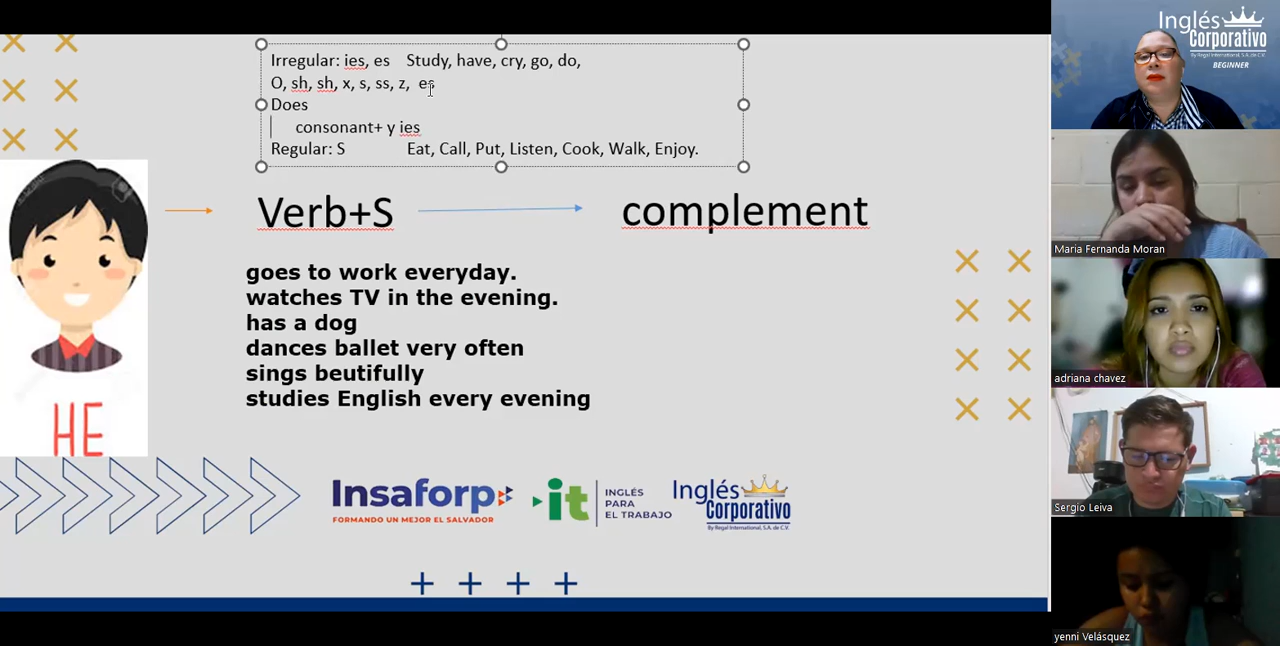 Irregular: ies, es Study, have, cry, go, do,
O, sh, sh, x, s, ss, z, es
Does
consonant+ y ies
Regular: S Eat, Call, Put, Listen, Cook, Walk, Enjoy.
Verb+S complement
goes to work everyday.
watches TV in the evening.
has a dog
dances ballet very often
sings beutifully
studies English every evening
HE
Insaforp
FORMANDO UN MEJOR EL SALVADOR
it
INGLÉS
PARA
EL TRABAJO
Inglés
Corporativo
By Regal International, S.A. de C.V.
Inglés
Corporativo
By Regal International, S.A. de C.V.
BEGINNER
Maria Fernanda Moran
adriana chavez
Sergio Leiva
yenni Velásquez